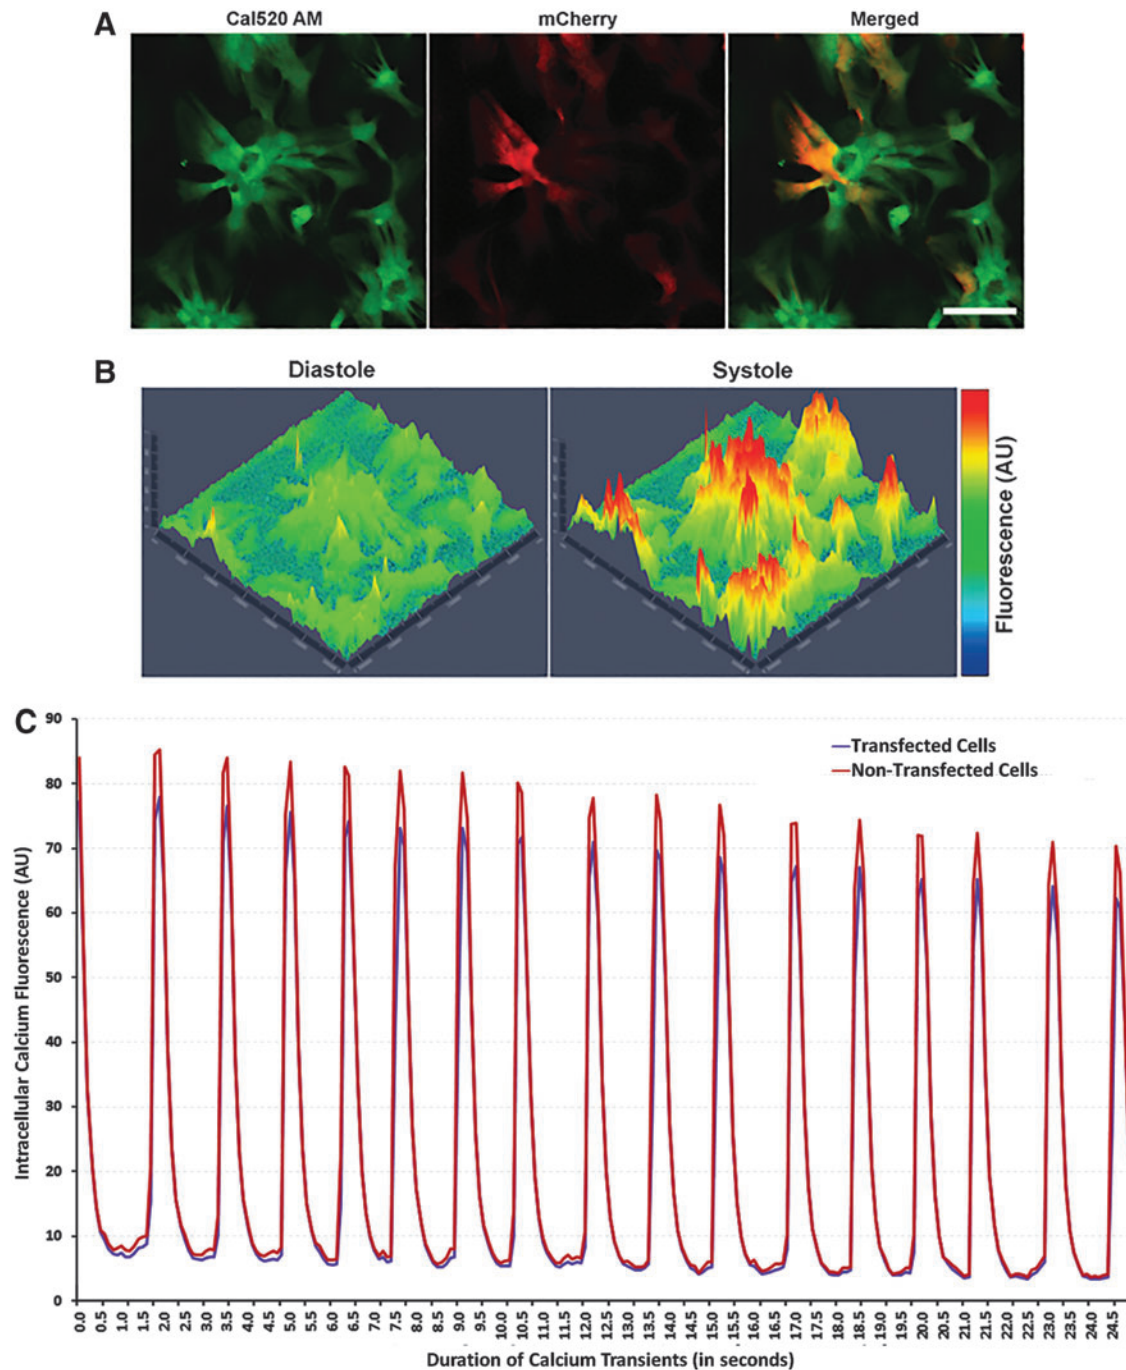 A
Cal520 AM mCherry Merged
B
Diastole Systole
Fluorescence (AU)
C
90
80
70
60
50
40
30
20
10
0
Intracellular Calcium Fluorescence (AU)
Transfected Cells
Non-Transfected Cells
0.0 0.5 1.0 1.5 2.0 2.5 3.0 3.5 4.0 4.5 5.0 5.5 6.0 6.5 7.0 7.5 8.0 8.5 9.0 9.5 10.0 10.5 11.0 11.5 12.0 12.5 13.0 13.5 14.0 14.5 15.0 15.5 16.0 16.5 17.0 17.5 18.0 18.5 19.0 19.5 20.0 20.5 21.0 21.5 22.0 22.5 23.0 23.5 24.0 24.5
Duration of Calcium Transients (in seconds)